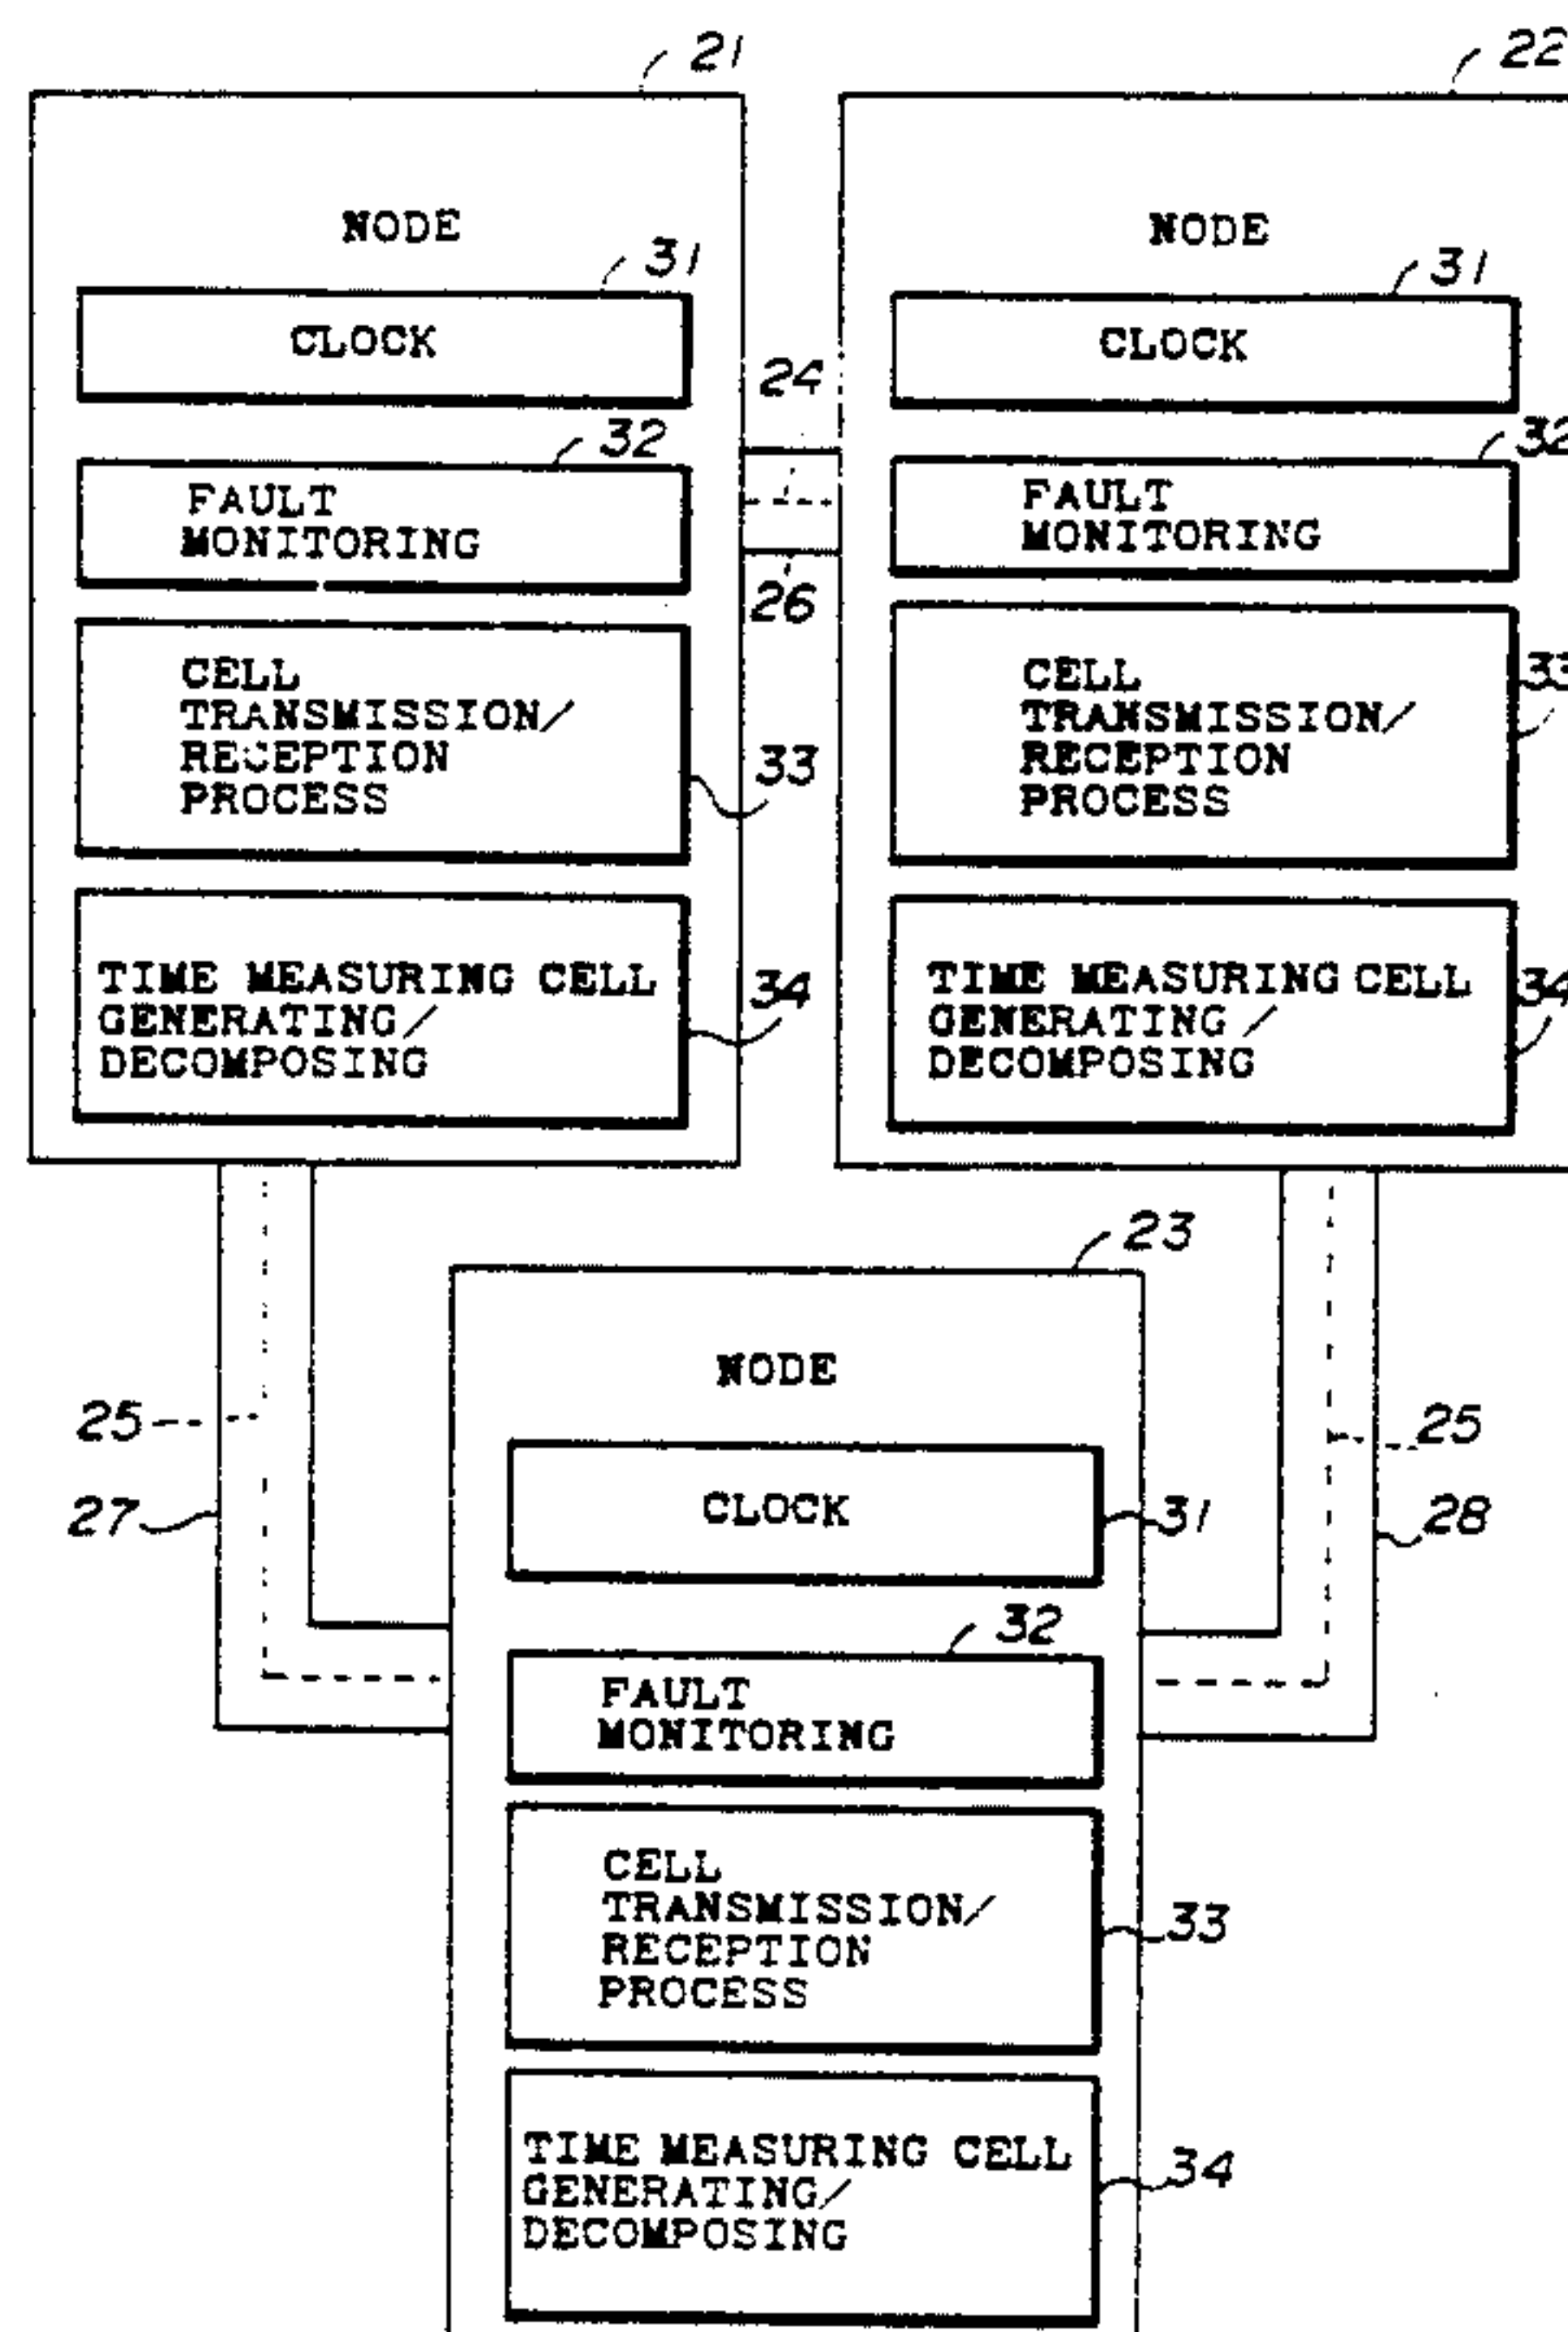 21
NODE
31
CLOCK
32
FAULT
MONITORING
CELL
TRANSMISSION/
RECEPTION
PROCESS
33
TIME MEASURING CELL
GENERATING/
DECOMPOSING
34
24
26
22
NODE
31
CLOCK
32
FAULT
MONITORING
CELL
TRANSMISSION/
RECEPTION
PROCESS
33
TIME MEASURING CELL
GENERATING/
DECOMPOSING
34
23
NODE
25
27
CLOCK
31
25
28
32
FAULT
MONITORING
CELL
TRANSMISSION/
RECEPTION
PROCESS
33
TIME MEASURING CELL
GENERATING/
DECOMPOSING
34